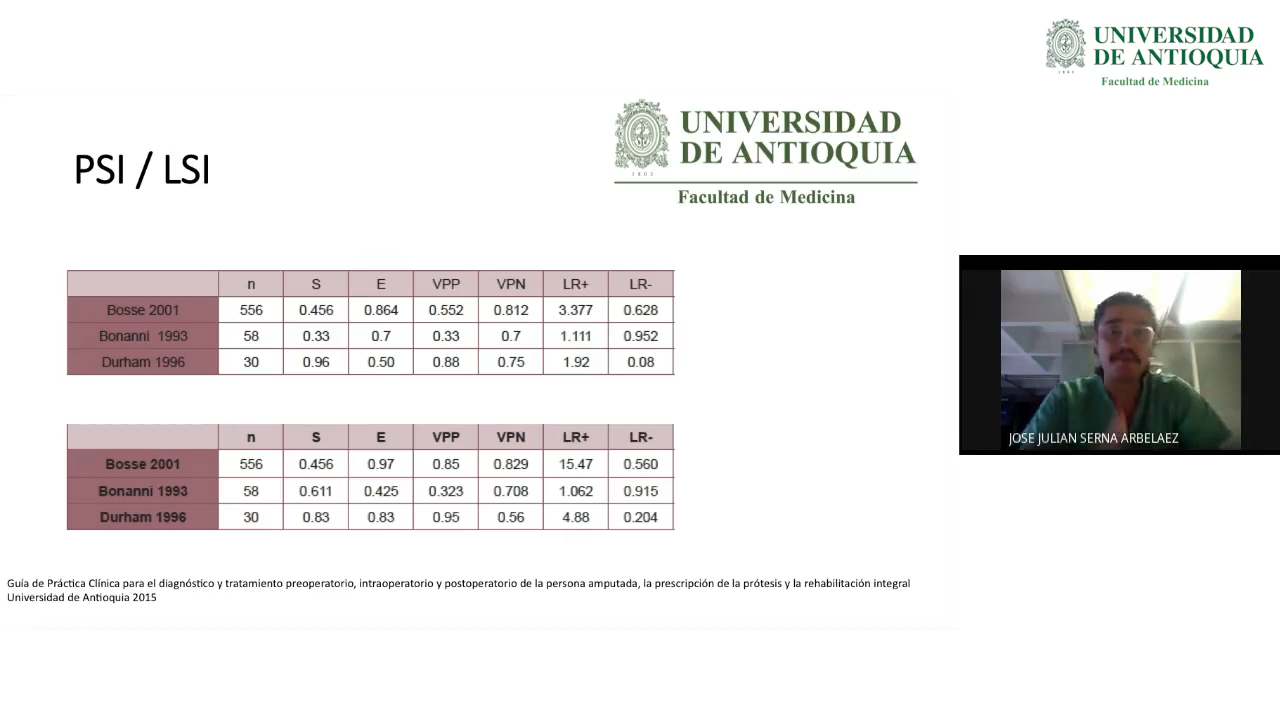 UNIVERSIDAD
DE ANTIOQUIA
1803
Facultad de Medicina
UNIVERSIDAD
DE ANTIOQUIA
1803
Facultad de Medicina
PSI / LSI
n S E VPP VPN LR+ LR-
Bosse 2001 556 0.456 0.864 0.552 0.812 3.377 0.628
Bonanni 1993 58 0.33 0.7 0.33 0.7 1.111 0.952
Durham 1996 30 0.96 0.50 0.88 0.75 1.92 0.08
n S E VPP VPN LR+ LR-
Bosse 2001 556 0.456 0.97 0.85 0.829 15.47 0.560
Bonanni 1993 58 0.611 0.425 0.323 0.708 1.062 0.915
Durham 1996 30 0.83 0.83 0.95 0.56 4.88 0.204
JOSE JULIAN SERNA ARBELAEZ
Guía de Práctica Clínica para el diagnóstico y tratamiento preoperatorio, intraoperatorio y postoperatorio de la persona amputada, la prescripción de la prótesis y la rehabilitación integral
Universidad de Antioquia 2015